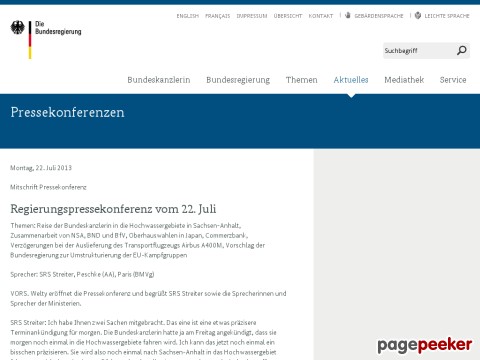 Die
Bundesregierung
ENGLISH FRANÇAIS IMPRESSUM ÜBERSICHT KONTAKT GEBÄRDENSPRACHE LEICHTE SPRACHE
Suchbegriff
Bundeskanzlerin Bundesregierung Themen Aktuelles Mediathek Service
Pressekonferenzen
Montag, 22. Juli 2013
Mitschrift Pressekonferenz
Regierungspressekonferenz vom 22. Juli
Themen: Reise der Bundeskanzlerin in die Hochwassergebiete in Sachsen-Anhalt,
Zusammenarbeit von NSA, BND und BfV, Oberhauswahlen in Japan, Commerzbank,
Verzögerungen bei der Auslieferung des Transportflugzeugs Airbus A400M, Vorschlag der
Bundesregierung zur Umstrukturierung der EU-Kampfgruppen
Sprecher: SRS Streiter, Peschke (AA), Paris (BMVg)
VORS. Welty eröffnet die Pressekonferenz und begrüßt SRS Streiter sowie die Sprecherinnen und
Sprecher der Ministerien.
SRS Streiter: Ich habe Ihnen zwei Sachen mitgebracht. Das eine ist eine etwas präzisere
Terminankündigung für morgen. Die Bundeskanzlerin hatte ja am Freitag angekündigt, dass sie
morgen noch einmal in die Hochwassergebiete fahren wird. Ich kann das jetzt noch einmal ein
bisschen präzisieren. Sie wird also noch einmal nach Sachsen-Anhalt in das Hochwassergebiet
pagepeeker